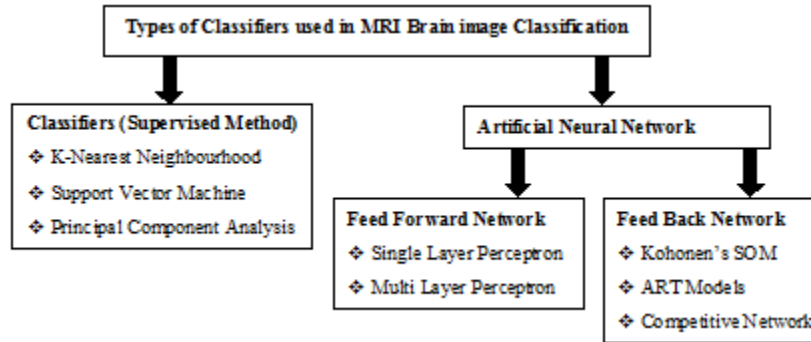 Types of Classifiers used in MRI Brain image Classification
Classifiers (Supervised Method)
❖ K-Nearest Neighbourhood
❖ Support Vector Machine
❖ Principal Component Analysis
Artificial Neural Network
Feed Forward Network
❖ Single Layer Perceptron
❖ Multi Layer Perceptron
Feed Back Network
❖ Kohonen's SOM
❖ ART Models
❖ Competitive Network